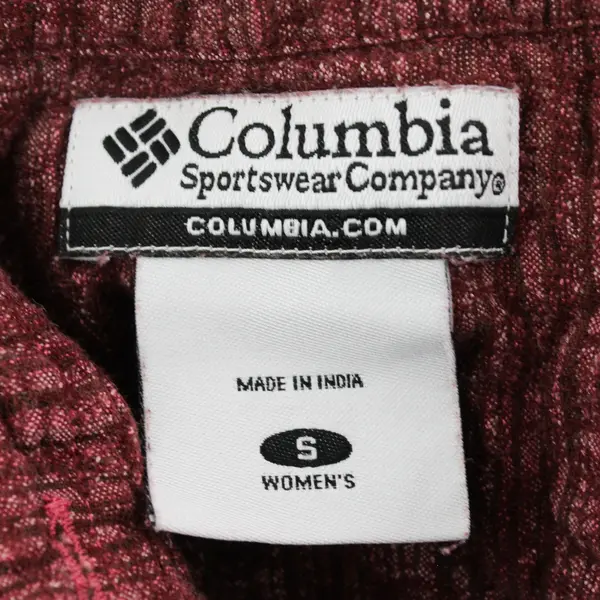 Columbia
Sportswear Company®
COLUMBIA.COM
MADE IN INDIA
S
WOMEN'S